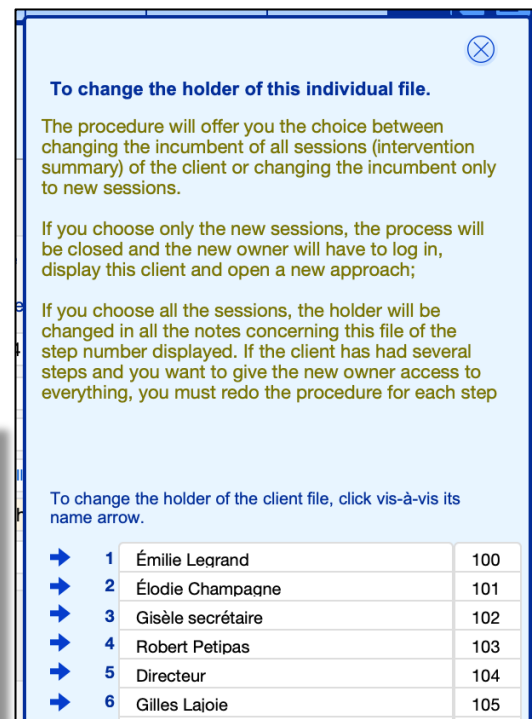 To change the holder of this individual file.
The procedure will offer you the choice between
changing the incumbent of all sessions (intervention
summary) of the client or changing the incumbent only
to new sessions.
If you choose only the new sessions, the process will
be closed and the new owner will have to log in,
display this client and open a new approach;
If you choose all the sessions, the holder will be
changed in all the notes concerning this file of the
step number displayed. If the client has had several
steps and you want to give the new owner access to
everything, you must redo the procedure for each step
To change the holder of the client file, click vis-à-vis its
name arrow.
1 Émilie Legrand 100
2 Élodie Champagne 101
3 Gisèle secrétaire 102
4 Robert Petipas 103
5 Directeur 104
6 Gilles Lajoie 105